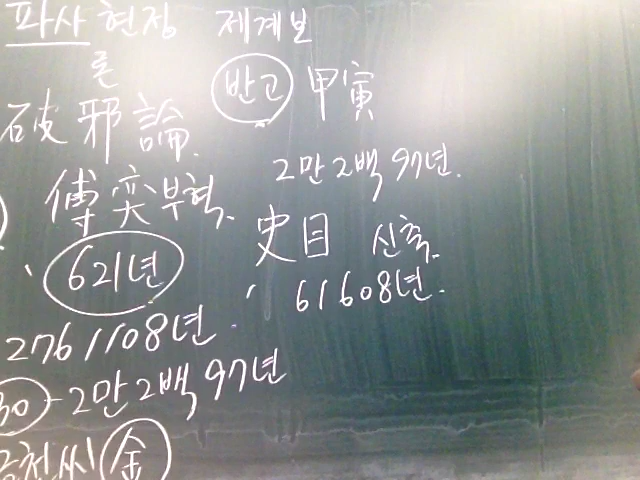 파사현정 제계보
론 반고 甲寅
破邪論.
2만2백97년.
傅奕부혁.
史目 신축.
621년
61608년.
2761108년.
30-2만2백97년
금천씨 金